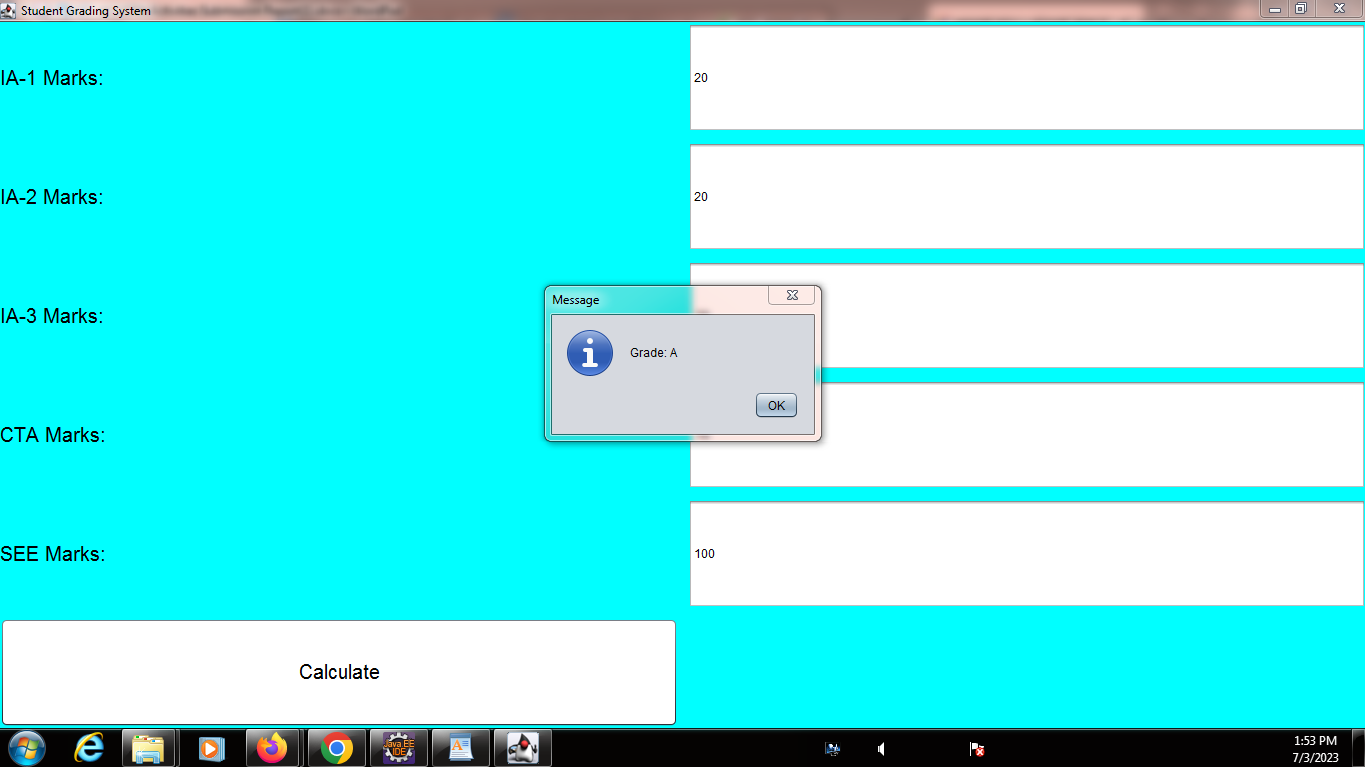 Student Grading System
IA-1 Marks:
20
IA-2 Marks:
20
IA-3 Marks:
Message
Grade: A
OK
CTA Marks:
SEE Marks:
100
Calculate
Java EE
IDE
1:53 PM
7/3/2023